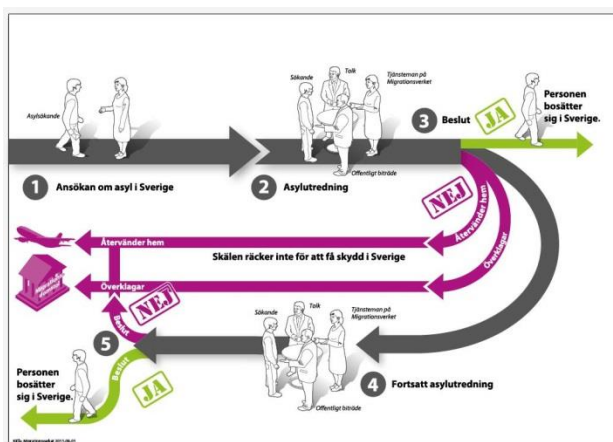 Asylsökande
1 Ansökan om asyl i Sverige
Sökande
Tolk
Tjänsteman på
Migrationsverket
Offentligt biträde
2 Asylutredning
3 Beslut
JA
Personen
bosätter
sig i Sverige.
NEJ
Återvänder hem
Överklagar
Återvänder hem
Skälen räcker inte för att få skydd i Sverige
Överklagar
NEJ
Beslut
5
Sökande
Tolk
Tjänsteman på
Migrationsverket
Offentligt biträde
4 Fortsatt asylutredning
Beslut
JA
Personen
bosätter
sig i Sverige.